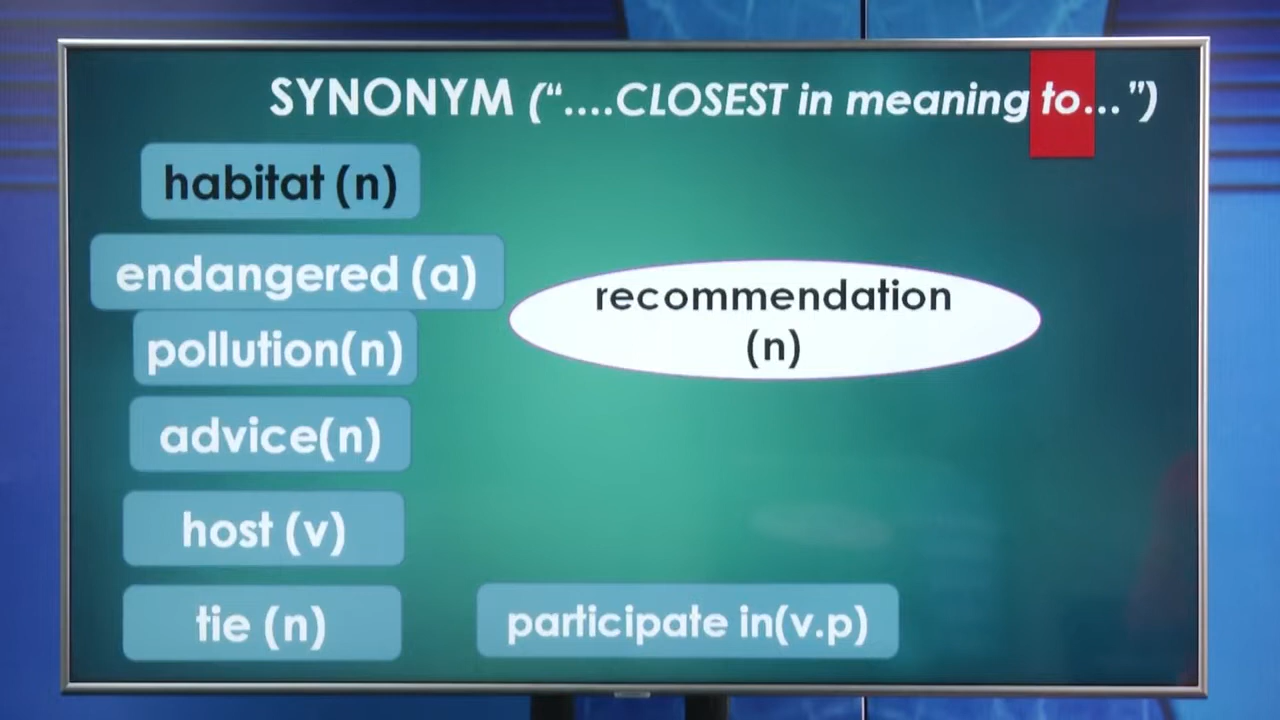 SYNONYM (“....CLOSEST in meaning to...”)
habitat (n)
endangered (a)
recommendation
(n)
pollution(n)
advice(n)
host (v)
tie (n)
participate in(v.p)